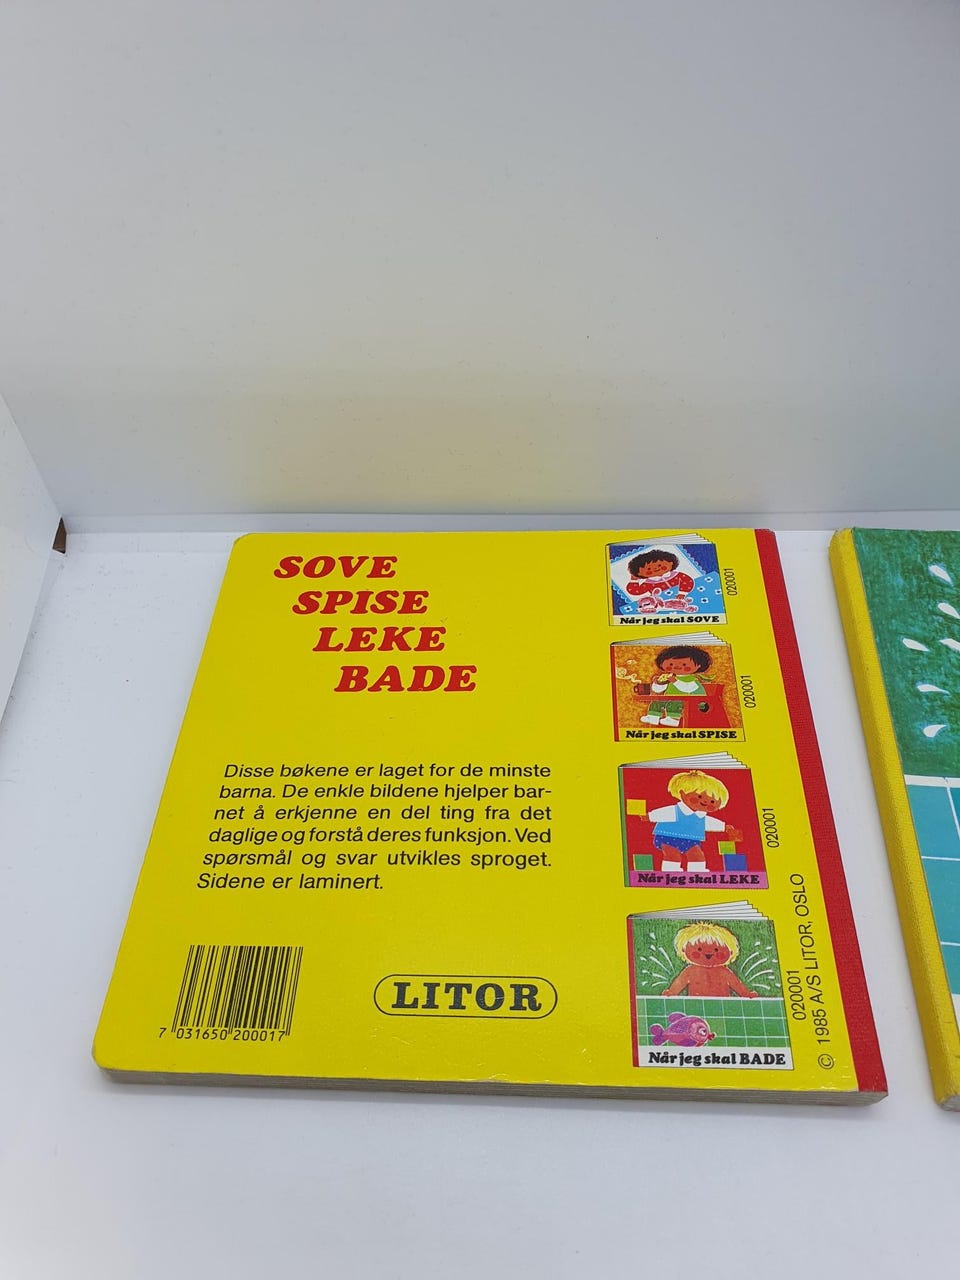 SOVE
SPISE
LEKE
BADE
Disse bøkene er laget for de minste
barna. De enkle bildene hjelper bar-
net å erkjenne en del ting fra det
daglige og forstå deres funksjon. Ved
spørsmål og svar utvikles sproget.
Sidene er laminert.
7 031650 200017
LITOR
Når jeg skal SOVE
020001
Når jeg skal SPISE
020001
Når jeg skal LEKE
020001
Når jeg skal BADE
020001
© 1985 A/S LITOR, OSLO